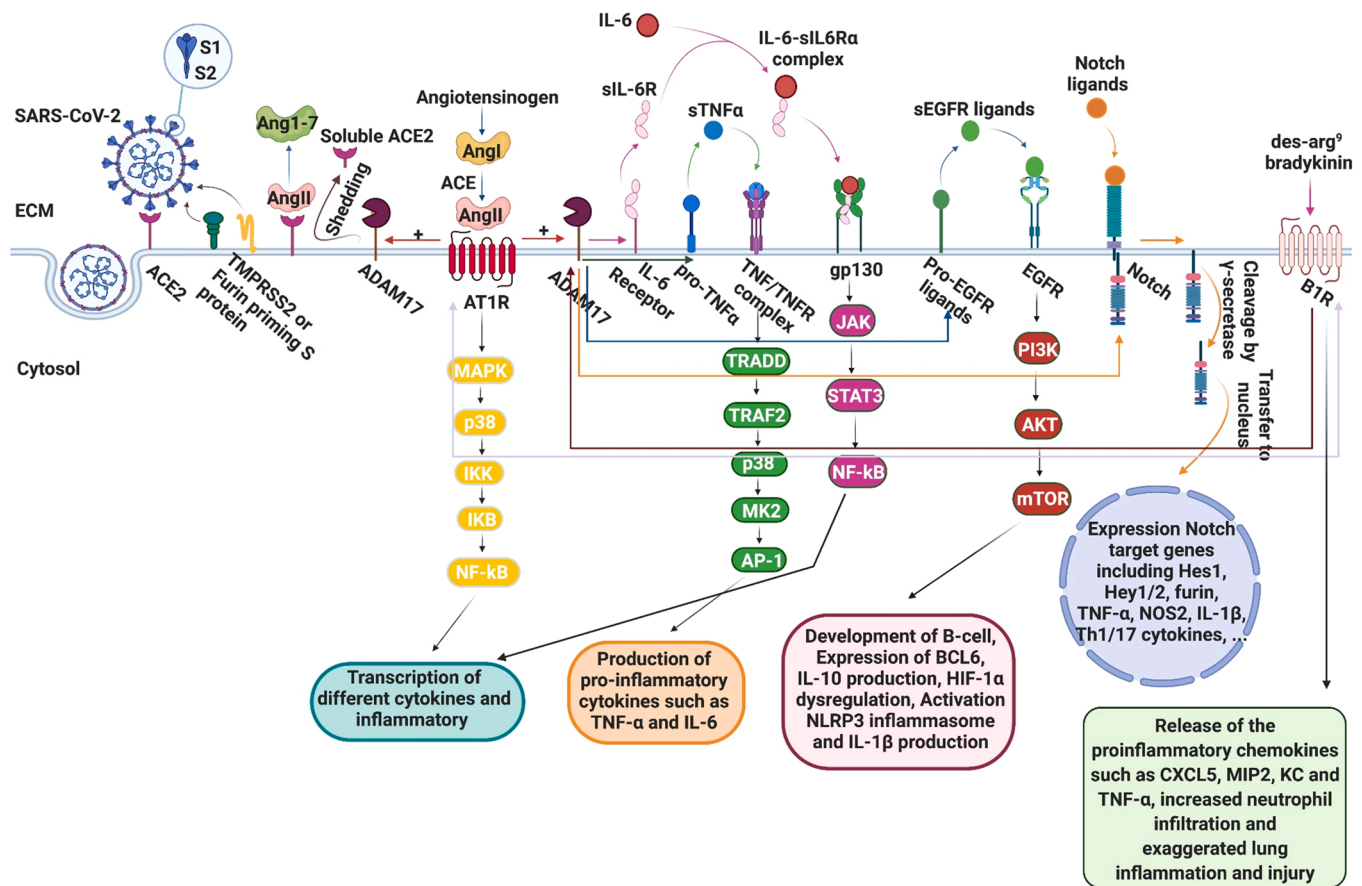 S1
S2
SARS-CoV-2
Ang1-7
Soluble ACE2
AngII
Shedding
ECM
Cytosol
ACE2
TMPRSS2 or
Furin priming S
protein
ADAM17
Angiotensinogen
AngI
ACE
AngII
+
+
AT1R
ADAM17
IL-6
sIL-6R
IL-6-sIL6Rα
complex
sTNFα
IL-6
Receptor
pro-TNFα
TNF/TNFR
complex
gp130
sEGFR ligands
Pro-EGFR
ligands
EGFR
Notch
ligands
Notch
Cleavage by
γ-secretase
Transfer to
nucleus
des-arg⁹
bradykinin
B1R
MAPK
p38
IKK
IKB
NF-kB
TRADD
TRAF2
p38
MK2
AP-1
JAK
STAT3
NF-kB
PI3K
AKT
mTOR
Transcription of
different cytokines and
inflammatory
Production of
pro-inflammatory
cytokines such as
TNF-α and IL-6
Development of B-cell,
Expression of BCL6,
IL-10 production, HIF-1α
dysregulation, Activation
NLRP3 inflammasome
and IL-1β production
Expression Notch
target genes
including Hes1,
Hey1/2, furin,
TNF-α, NOS2, IL-1β,
Th1/17 cytokines, ...
Release of the
proinflammatory chemokines
such as CXCL5, MIP2, KC and
TNF-α, increased neutrophil
infiltration and
exaggerated lung
inflammation and injury